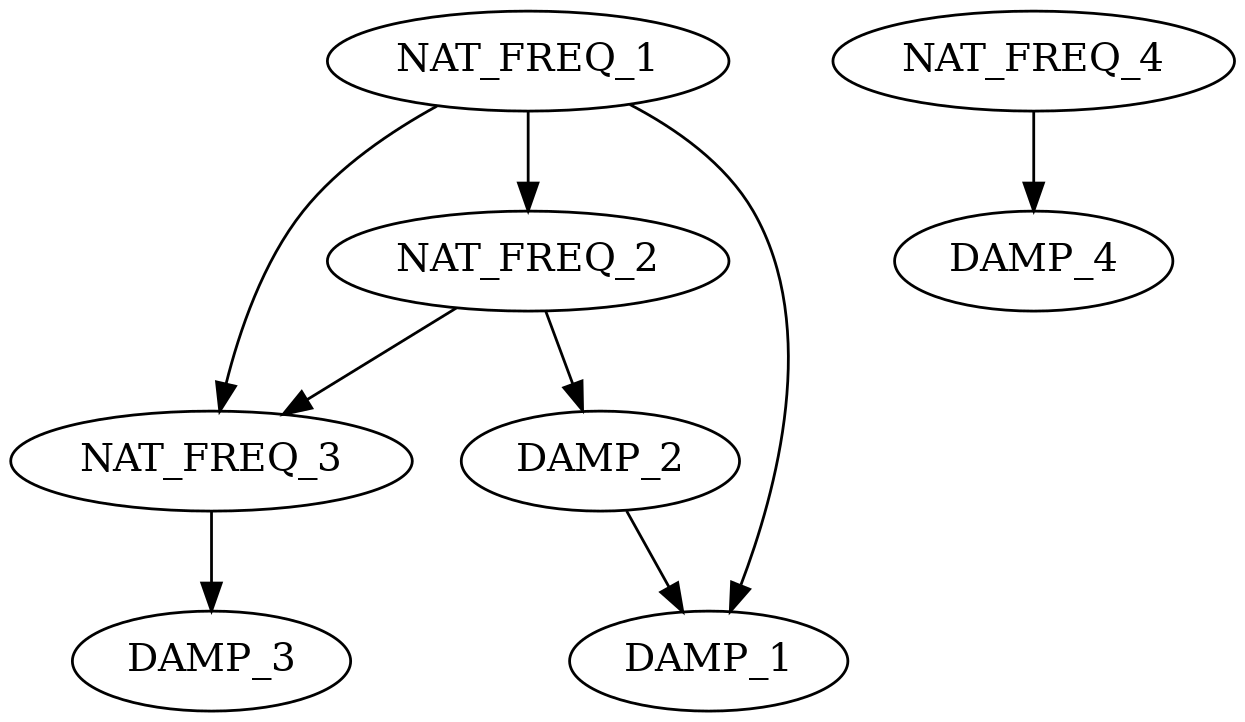 NAT_FREQ_1
NAT_FREQ_4
NAT_FREQ_2
DAMP_4
NAT_FREQ_3
DAMP_2
DAMP_3
DAMP_1